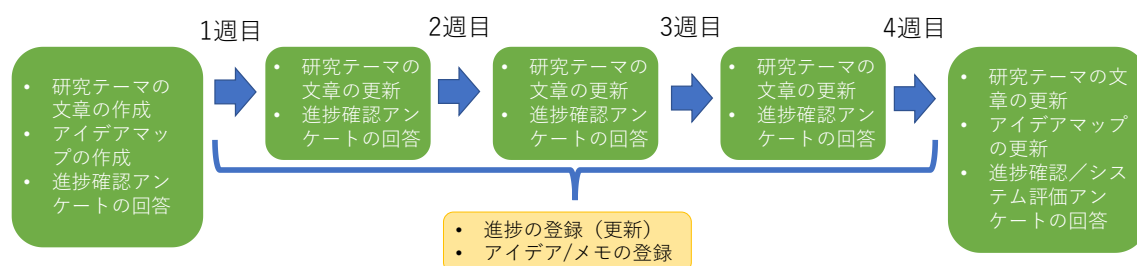 1週目
2週目
3週目
4週目
• 研究テーマの
文章の作成
• アイデアマッ
プの作成
• 進捗確認アン
ケートの回答
• 研究テーマの
文章の更新
• 進捗確認アン
ケートの回答
• 研究テーマの
文章の更新
• 進捗確認アン
ケートの回答
• 研究テーマの
文章の更新
• 進捗確認アン
ケートの回答
• 研究テーマの文
章の更新
• アイデアマップ
の更新
• 進捗確認／シス
テム評価アン
ケートの回答
• 進捗の登録（更新）
• アイデア/メモの登録